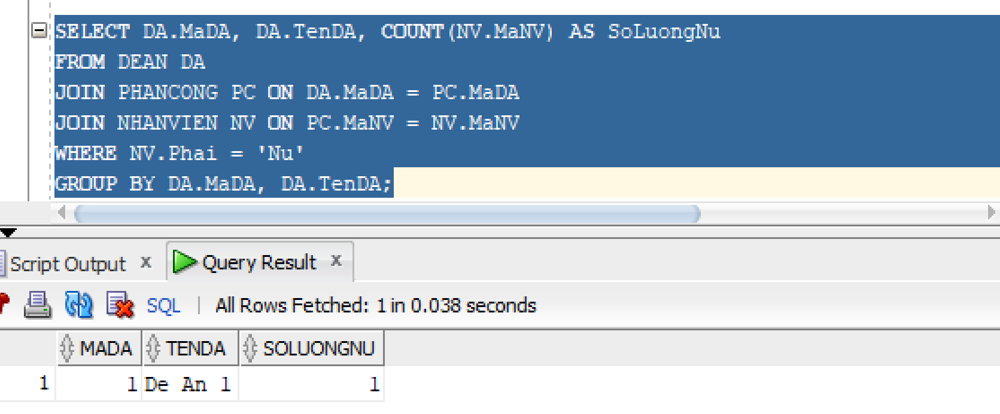 SELECT DA.MaDA, DA.TenDA, COUNT(NV.MaNV) AS SoLuongNu
FROM DEAN DA
JOIN PHANCONG PC ON DA.MaDA = PC.MaDA
JOIN NHANVIEN NV ON PC.MaNV = NV.MaNV
WHERE NV.Phai = 'Nu'
GROUP BY DA.MaDA, DA.TenDA;
Script Output x Query Result x
SQL | All Rows Fetched: 1 in 0.038 seconds
MADA TENDA SOLUONGNU
1 1 De An 1 1